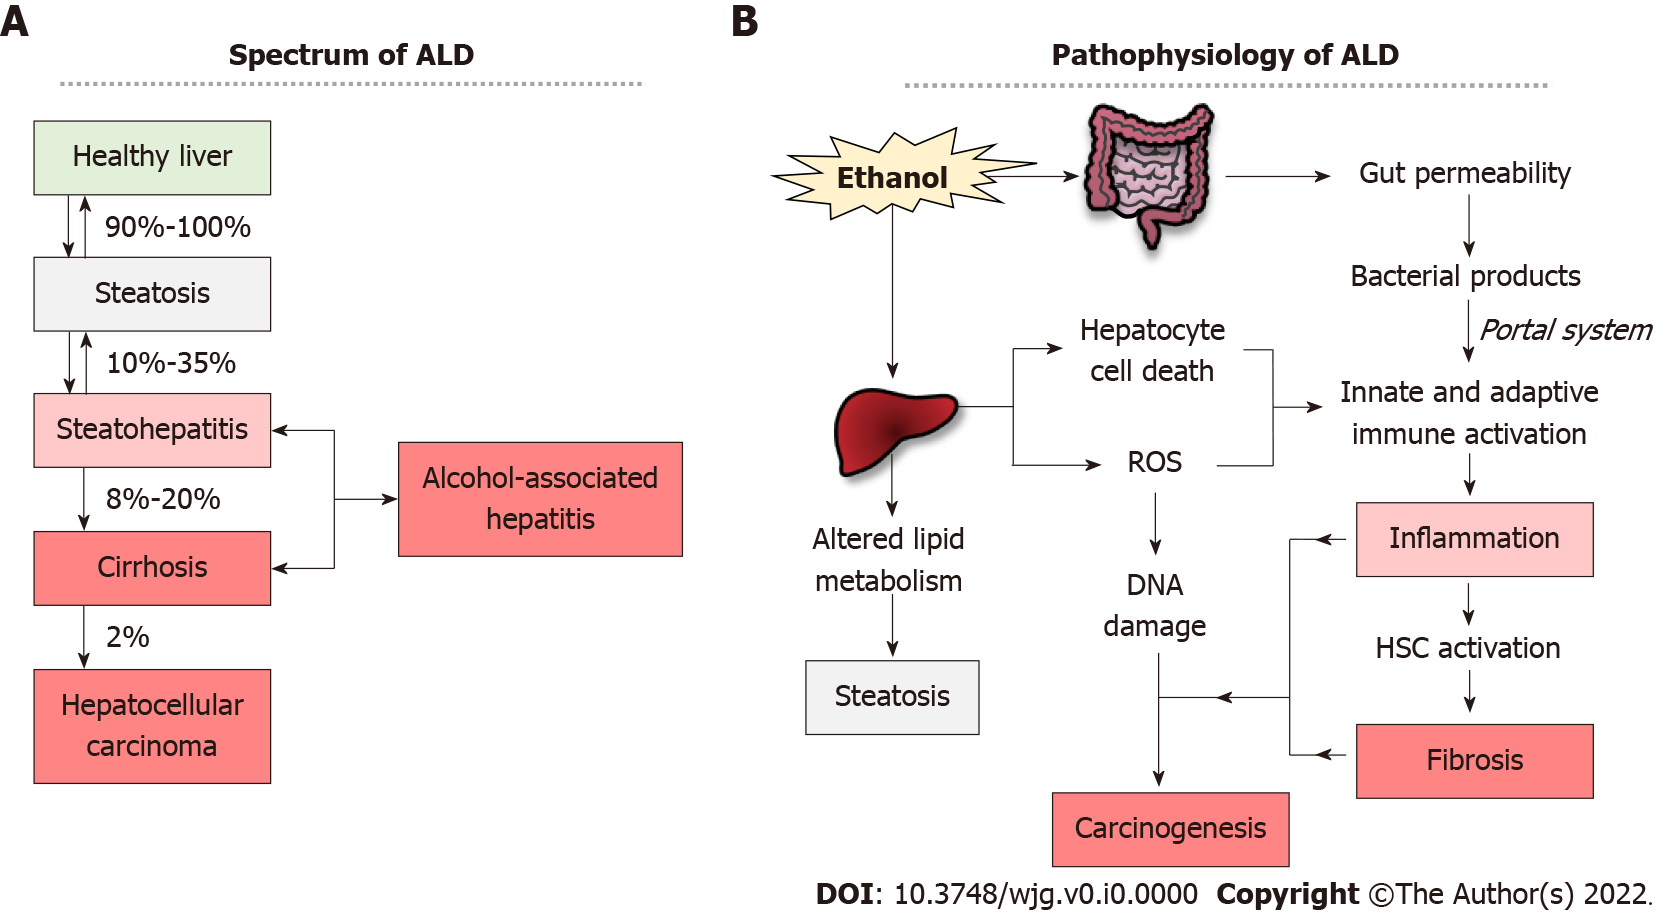 A
Spectrum of ALD
Healthy liver
90%-100%
Steatosis
10%-35%
Steatohepatitis
8%-20%
Alcohol-associated
hepatitis
Cirrhosis
2%
Hepatocellular
carcinoma
B
Pathophysiology of ALD
Ethanol
Gut permeability
Bacterial products
Portal system
Hepatocyte
cell death
Innate and adaptive
immune activation
ROS
Altered lipid
metabolism
Inflammation
DNA
damage
HSC activation
Steatosis
Fibrosis
Carcinogenesis
DOI: 10.3748/wjg.v0.i0.0000 Copyright ©The Author(s) 2022.